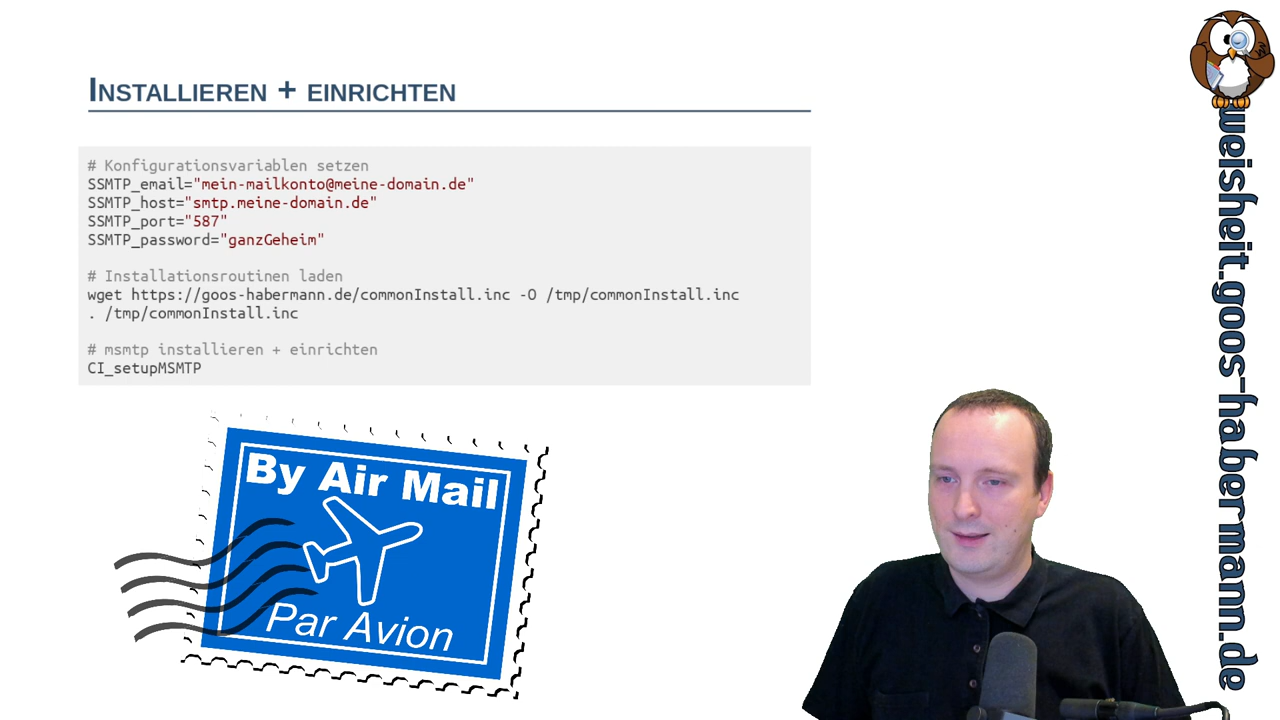 Installieren + einrichten
# Konfigurationsvariablen setzen
SSMTP_email="mein-mailkonto@meine-domain.de"
SSMTP_host="smtp.meine-domain.de"
SSMTP_port="587"
SSMTP_password="ganzGeheim"
# Installationsroutinen laden
wget https://goos-habermann.de/commonInstall.inc -O /tmp/commonInstall.inc
. /tmp/commonInstall.inc
# msmtp installieren + einrichten
CI_setupMSMTP
By Air Mail
Par Avion
weisheit.goos-habermann.de